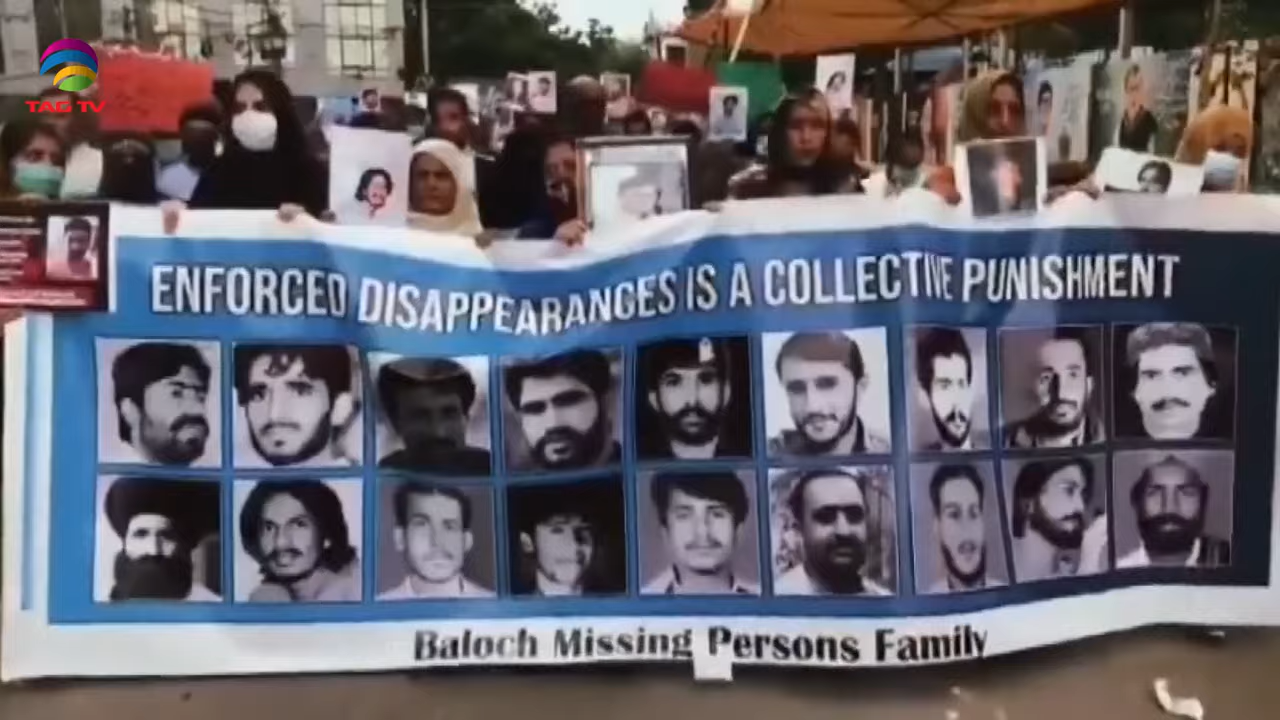 TAG TV
ENFORCED DISAPPEARANCES IS A COLLECTIVE PUNISHMENT
Baloch Missing Persons Family